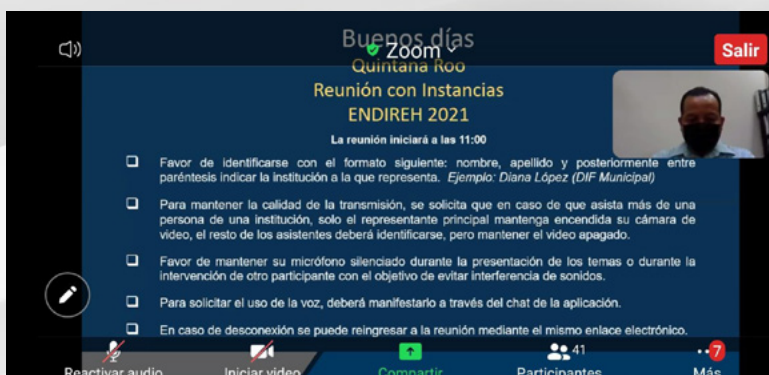 Buenos días
Zoom
Salir
Quintana Roo
Reunión con Instancias
ENDIREH 2021
La reunión iniciará a las 11:00
Favor de identificarse con el formato siguiente: nombre, apellido y posteriormente entre
paréntesis indicar la institución a la que representa. Ejemplo: Diana López (DIF Municipal)
Para mantener la calidad de la transmisión, se solicita que en caso de que asista más de una
persona de una institución, solo el representante principal mantenga encendida su cámara de
video, el resto de los asistentes deberá identificarse, pero mantener el video apagado.
Favor de mantener su micrófono silenciado durante la presentación de los temas o durante la
intervención de otro participante con el objetivo de evitar interferencia de sonidos.
Para solicitar el uso de la voz, deberá manifestarlo a través del chat de la aplicación.
En caso de desconexión se puede reingresar a la reunión mediante el mismo enlace electrónico.
41
7
Reactivar audio
Iniciar video
Compartir
Participantes
Más